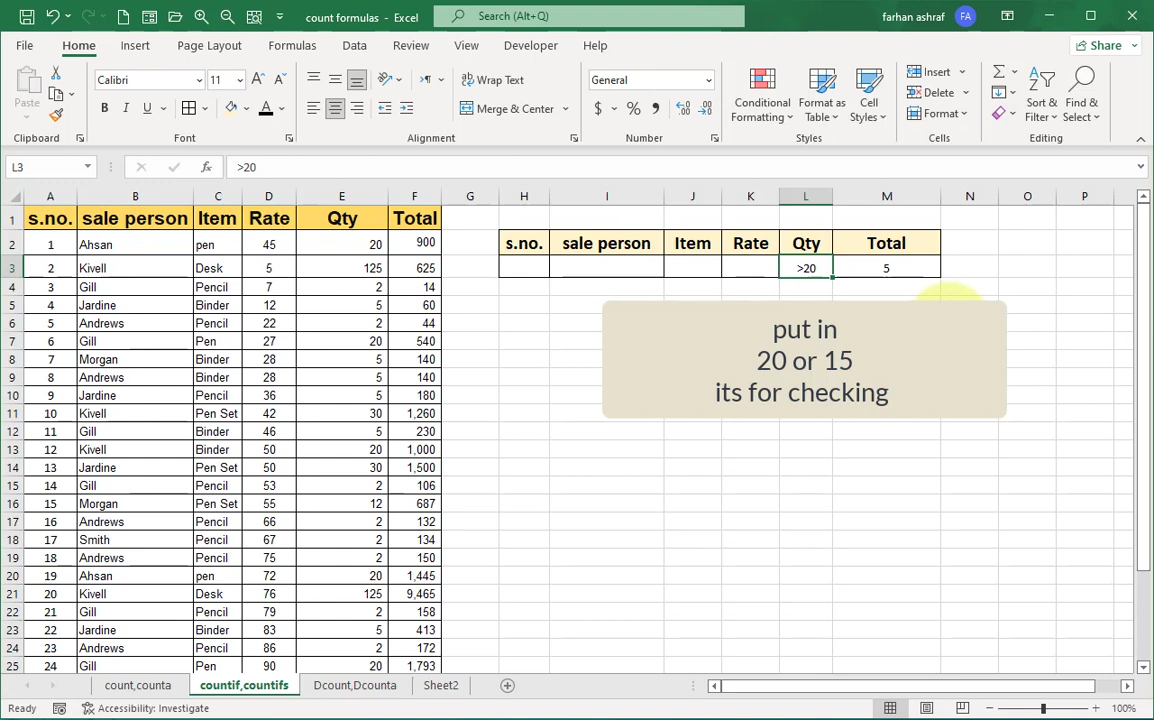 count formulas - Excel
Search (Alt+Q)
farhan ashraf
FA
File Home Insert Page Layout Formulas Data Review View Developer Help
Share
Paste
Calibri 11
B I U
Wrap Text
Merge & Center
General
$ %
Conditional Formatting
Format as Table
Cell Styles
Insert
Delete
Format
Sort & Filter
Find & Select
Clipboard Font Alignment Number Styles Cells Editing
L3 fx >20
A B C D E F G H I J K L M N O P
1 s.no. sale person Item Rate Qty Total
2 1 Ahsan pen 45 20 900 s.no. sale person Item Rate Qty Total
3 2 Kivell Desk 5 125 625 >20 5
4 3 Gill Pencil 7 2 14
5 4 Jardine Binder 12 5 60
6 5 Andrews Pencil 22 2 44
7 6 Gill Pen 27 20 540
8 7 Morgan Binder 28 5 140
9 8 Andrews Binder 28 5 140
10 9 Jardine Pencil 36 5 180
11 10 Kivell Pen Set 42 30 1,260
12 11 Gill Binder 46 5 230
13 12 Kivell Binder 50 20 1,000
14 13 Jardine Pen Set 50 30 1,500
15 14 Gill Pencil 53 2 106
16 15 Morgan Pen Set 55 12 687
17 16 Andrews Pencil 66 2 132
18 17 Smith Pencil 67 2 134
19 18 Andrews Pencil 75 2 150
20 19 Ahsan pen 72 20 1,445
21 20 Kivell Desk 76 125 9,465
22 21 Gill Pencil 79 2 158
23 22 Jardine Binder 83 5 413
24 23 Andrews Pencil 86 2 172
25 24 Gill Pen 90 20 1,793
put in
20 or 15
its for checking
count,counta countif,countifs Dcount,Dcounta Sheet2
Ready Accessibility: Investigate 100%